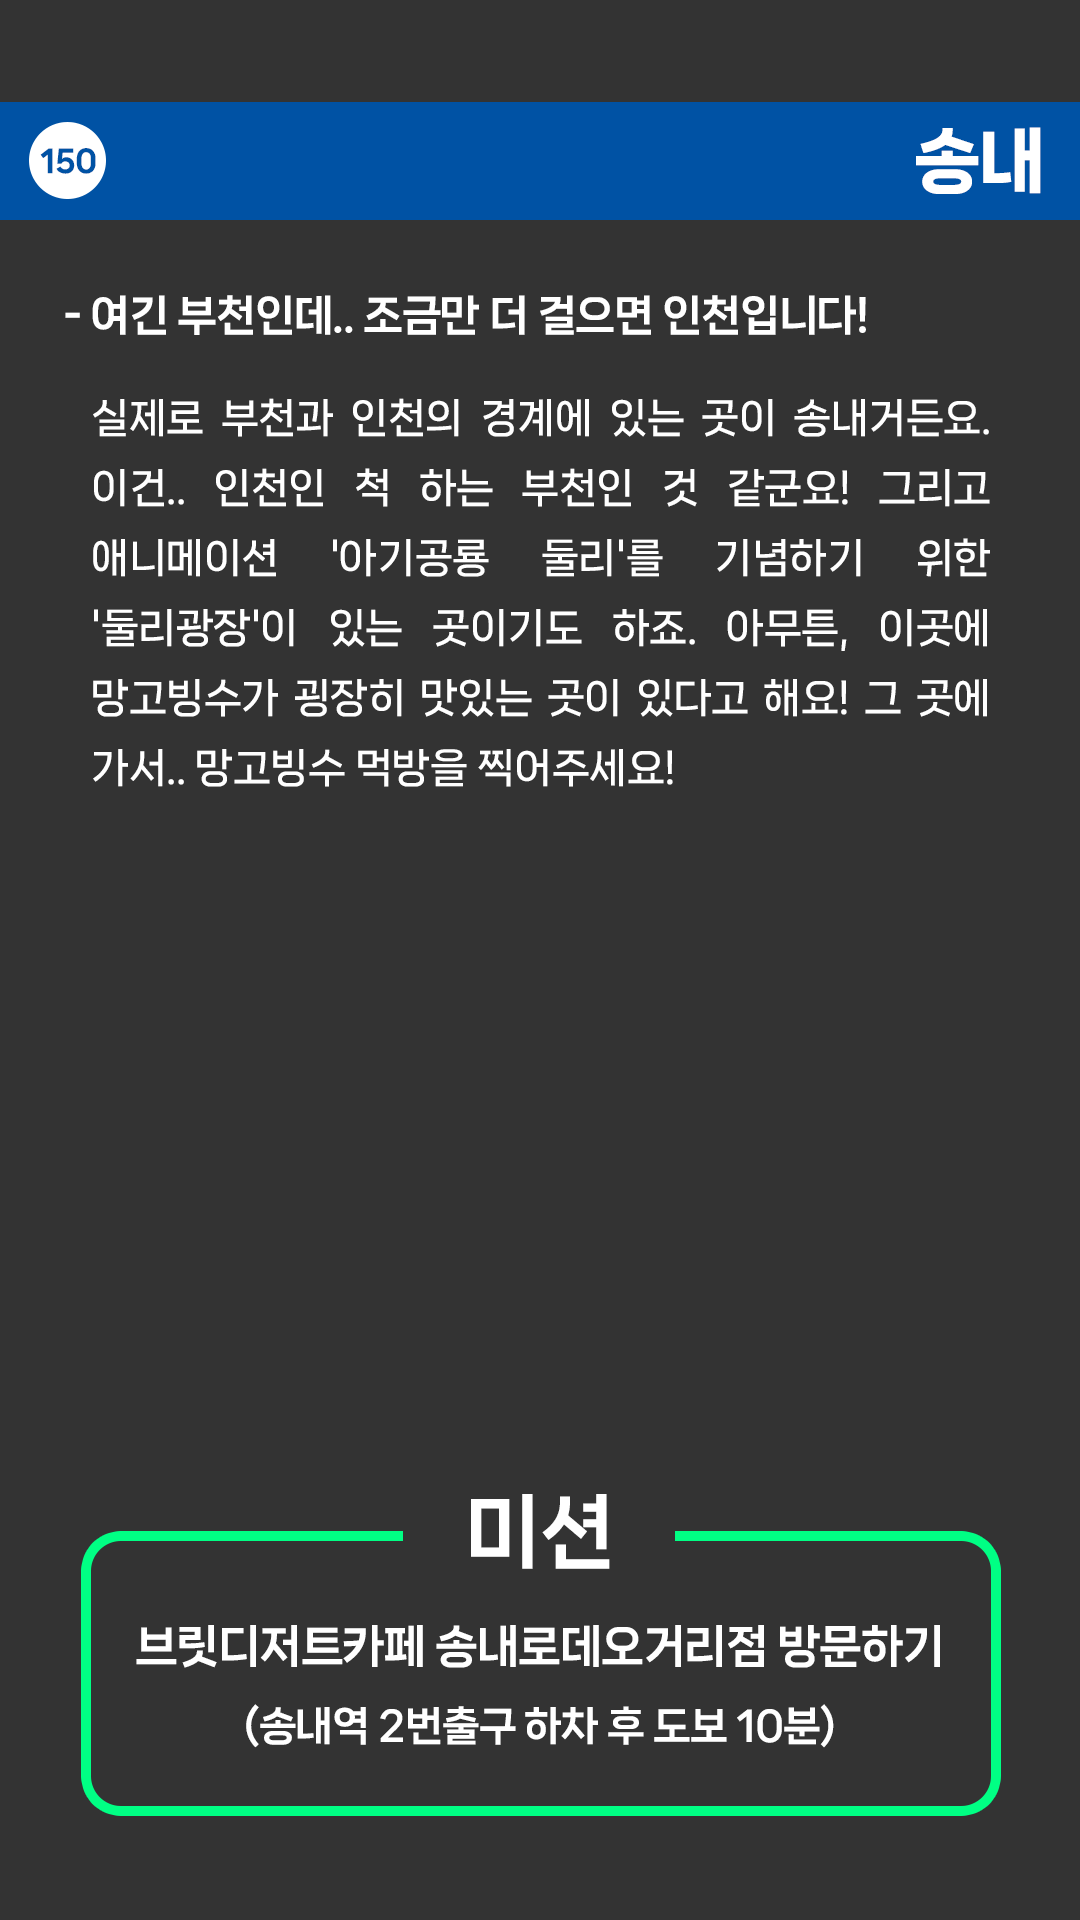 150
송내
- 여긴 부천인데.. 조금만 더 걸으면 인천입니다!
실제로 부천과 인천의 경계에 있는 곳이 송내거든요.
이건.. 인천인 척 하는 부천인 것 같군요! 그리고
애니메이션 '아기공룡 둘리'를 기념하기 위한
'둘리광장'이 있는 곳이기도 하죠. 아무튼, 이곳에
망고빙수가 굉장히 맛있는 곳이 있다고 해요! 그 곳에
가서.. 망고빙수 먹방을 찍어주세요!
미션
브릿디저트카페 송내로데오거리점 방문하기
(송내역 2번출구 하차 후 도보 10분)